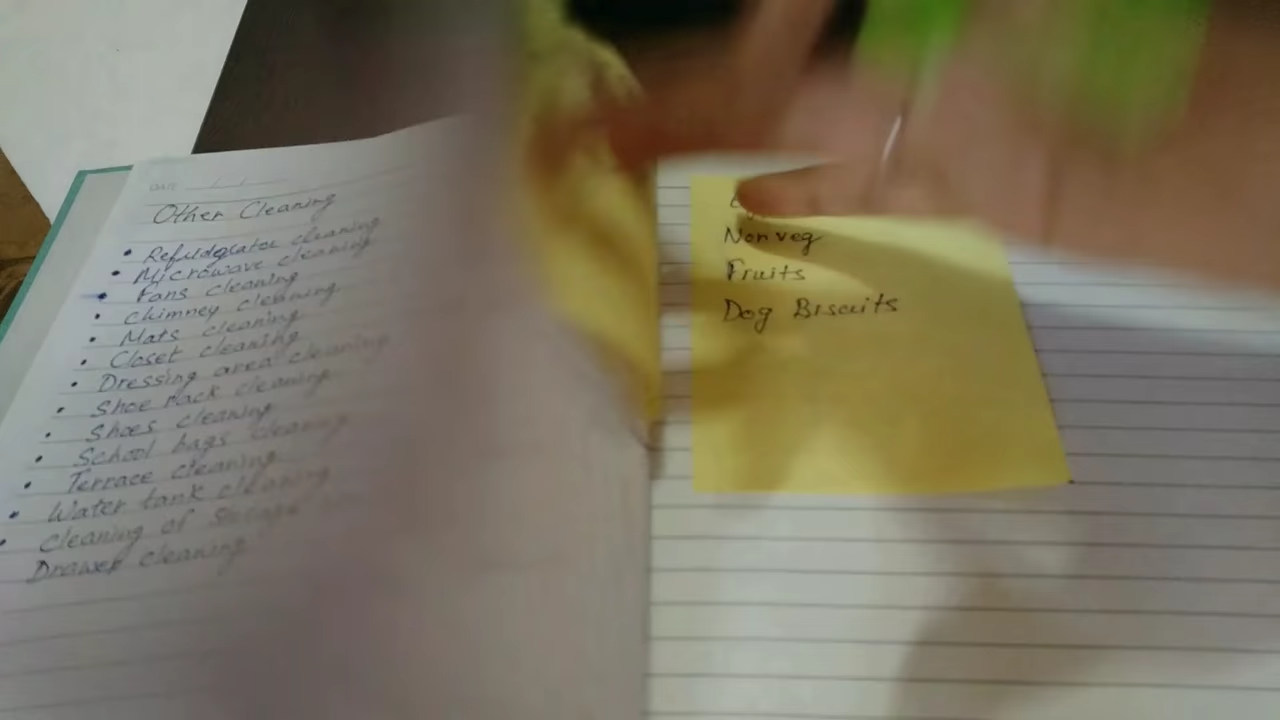 DATE
Other Cleaning
• Refridgrator cleaning
• Microwave cleaning
• Fans cleaning
• Chimney cleaning
• Mats cleaning
• Closet cleaning
• Dressing area cleaning
• Shoe rack cleaning
• Shoes cleaning
• School bags cleaning
• Terrace cleaning
• Water tank cleaning
• Cleaning of
Drawer cleaning
Nonveg
Fruits
Dog Biscuits